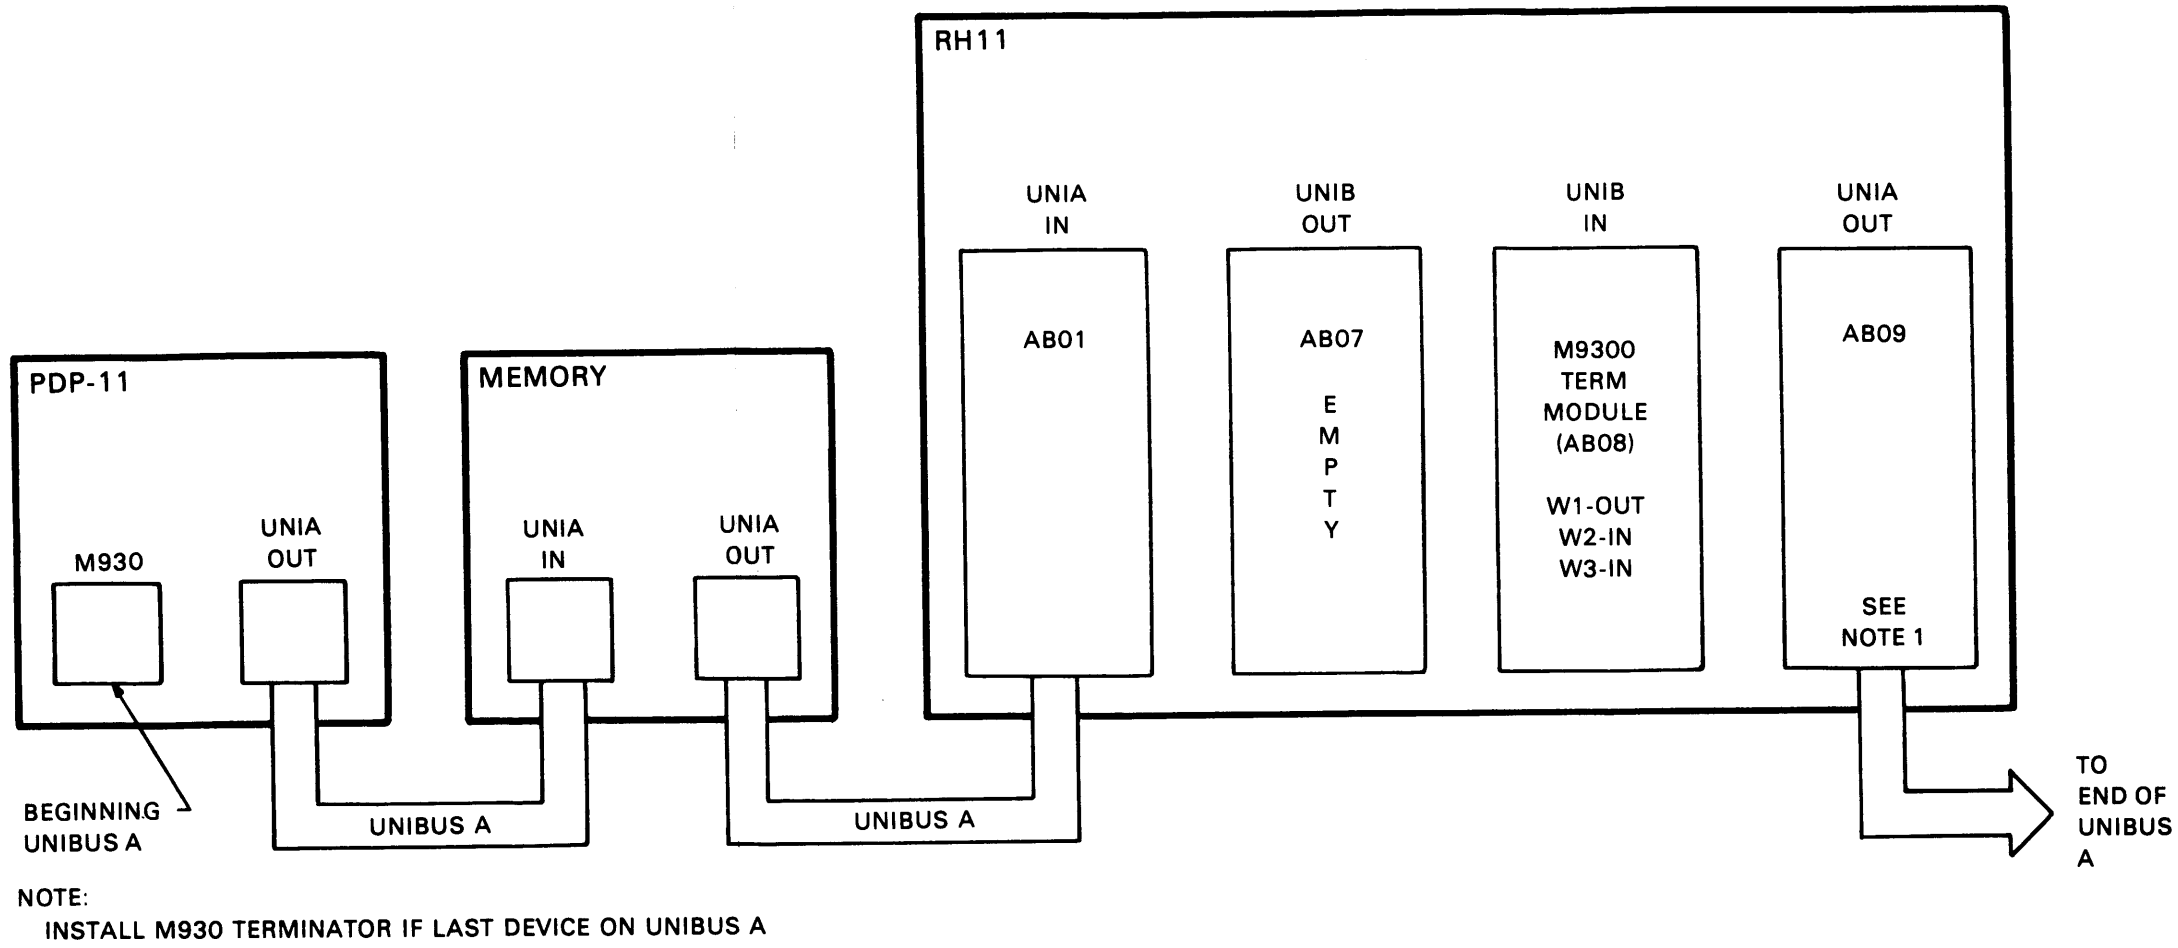 RH11
UNIA
IN
UNIB
OUT
UNIB
IN
UNIA
OUT
AB01
AB07
E
M
P
T
Y
M9300
TERM
MODULE
(AB08)
W1-OUT
W2-IN
W3-IN
AB09
SEE
NOTE 1
PDP-11
M930
UNIA
OUT
MEMORY
UNIA
IN
UNIA
OUT
BEGINNING
UNIBUS A
UNIBUS A
UNIBUS A
TO
END OF
UNIBUS
A
NOTE:
INSTALL M930 TERMINATOR IF LAST DEVICE ON UNIBUS A